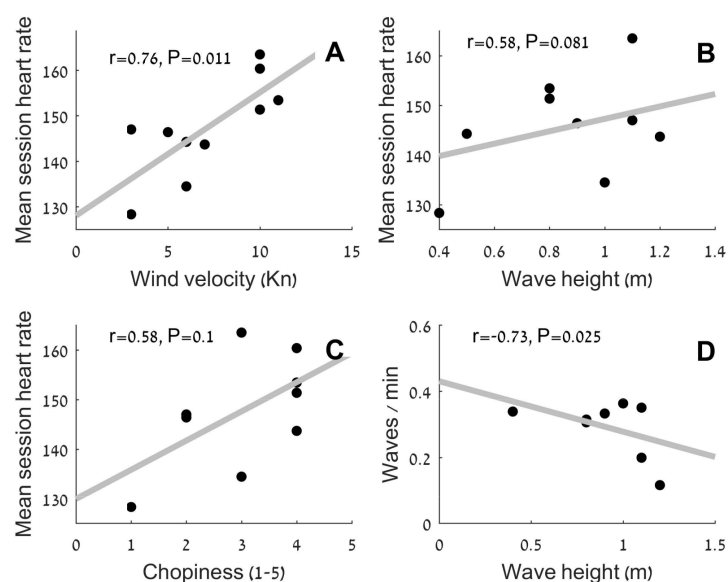 r=0.76, P=0.011
A
Mean session heart rate
160
150
140
130
0
5
10
15
Wind velocity (Kn)
r=0.58, P=0.081
B
Mean session heart rate
160
150
140
130
0.4
0.6
0.8
1
1.2
1.4
Wave height (m)
r=0.58, P=0.1
C
Mean session heart rate
160
150
140
130
0
1
2
3
4
5
Chopiness (1-5)
r=-0.73, P=0.025
D
Waves / min
0.6
0.4
0.2
0
0
0.5
1
1.5
Wave height (m)